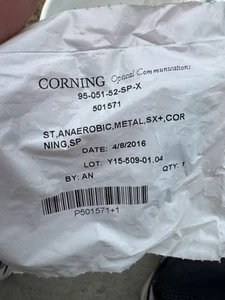 CORNING Optical Communications
95-051-52-SP-X
501571
ST,ANAEROBIC,METAL,SX+,COR
NING,SP
DATE: 4/8/2016
LOT: Y15-509-01.04
BY: AN QTY: 1
P501571+1